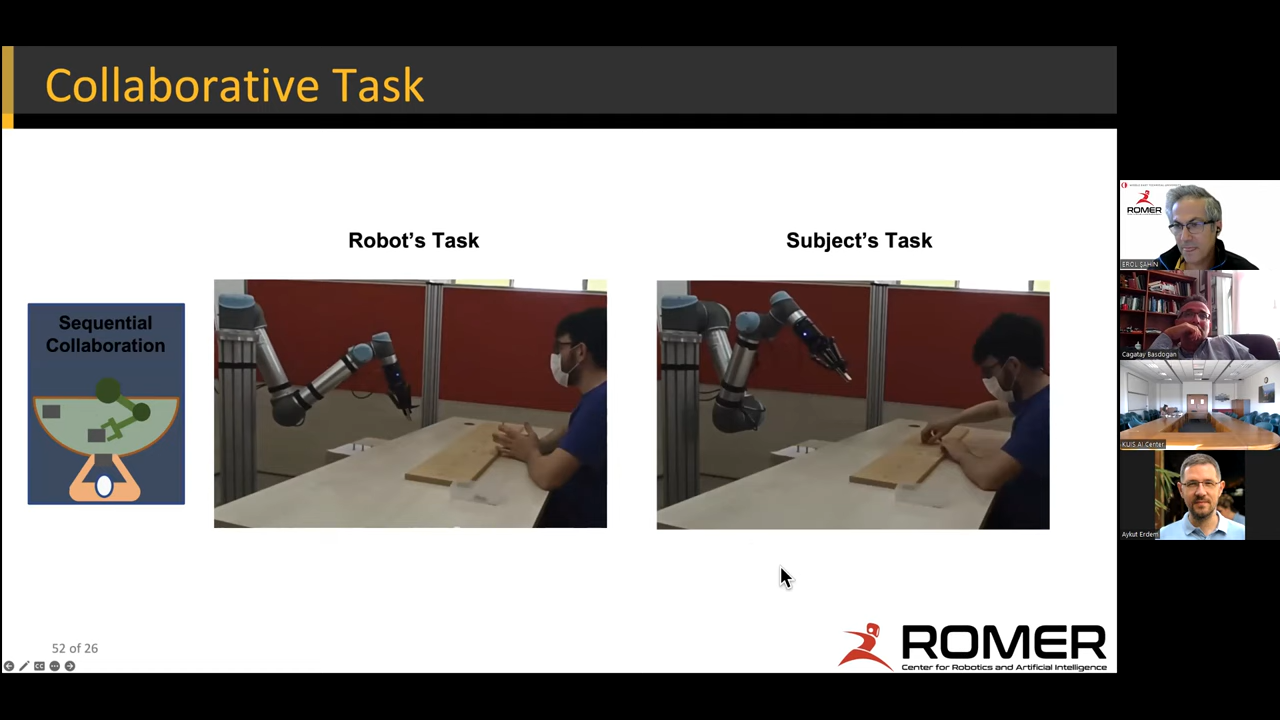 Collaborative Task
Robot's Task
Subject's Task
Sequential
Collaboration
52 of 26
ROMER
Center for Robotics and Artificial Intelligence
ROMER
EROL ŞAHİN
Cagatay Basdogan
KUIS AI Center
Aykut Erdem